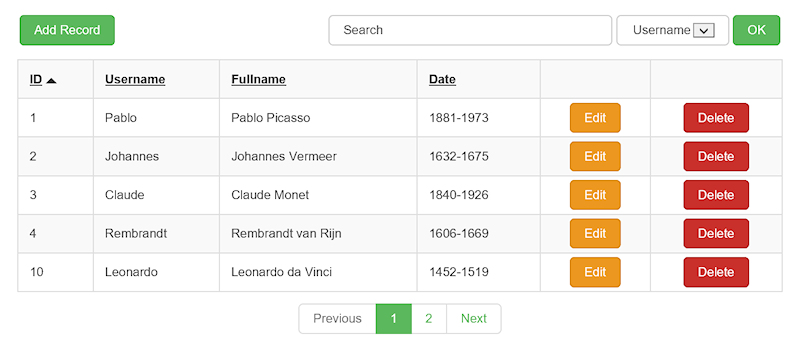 Add Record Search Username OK
ID Username Fullname Date
1 Pablo Pablo Picasso 1881-1973 Edit Delete
2 Johannes Johannes Vermeer 1632-1675 Edit Delete
3 Claude Claude Monet 1840-1926 Edit Delete
4 Rembrandt Rembrandt van Rijn 1606-1669 Edit Delete
10 Leonardo Leonardo da Vinci 1452-1519 Edit Delete
Previous 1 2 Next